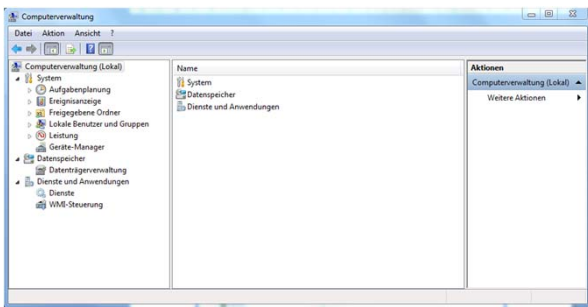 Computerverwaltung
Datei Aktion Ansicht ?
Computerverwaltung (Lokal)
System
Aufgabenplanung
Ereignisanzeige
Freigegebene Ordner
Lokale Benutzer und Gruppen
Leistung
Geräte-Manager
Datenspeicher
Datenträgerverwaltung
Dienste und Anwendungen
Dienste
WMI-Steuerung
Name
System
Datenspeicher
Dienste und Anwendungen
Aktionen
Computerverwaltung (Lokal)
Weitere Aktionen